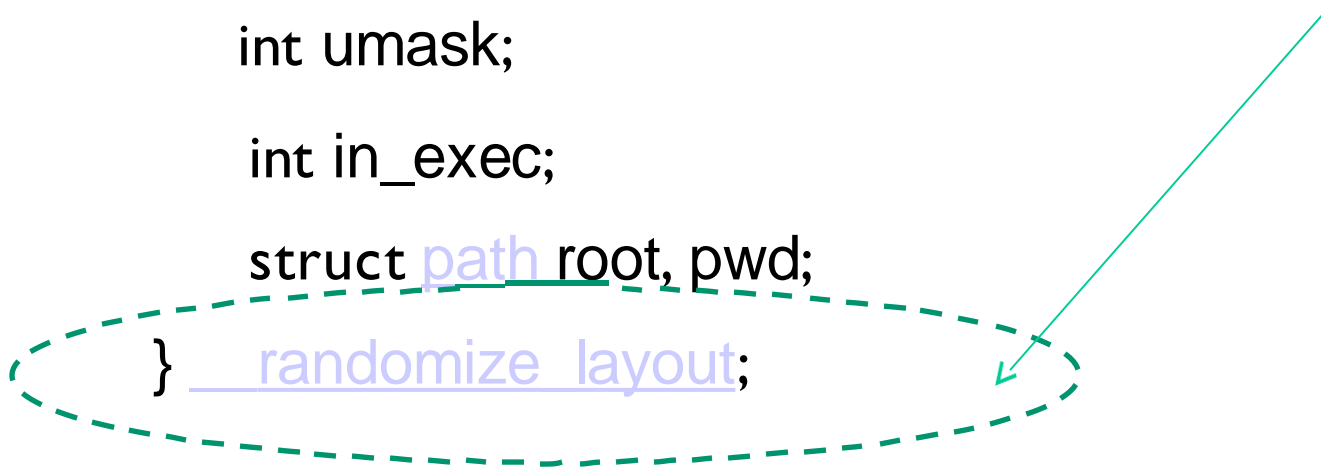 int umask;
int in_exec;
struct path root, pwd;
} __randomize_layout;